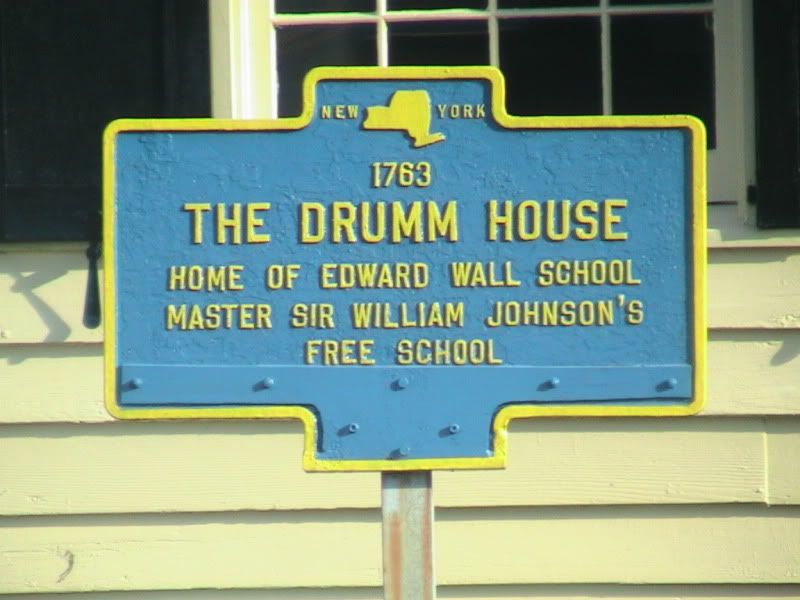 NEW YORK
1763
THE DRUMM HOUSE
HOME OF EDWARD WALL SCHOOL
MASTER SIR WILLIAM JOHNSON'S
FREE SCHOOL